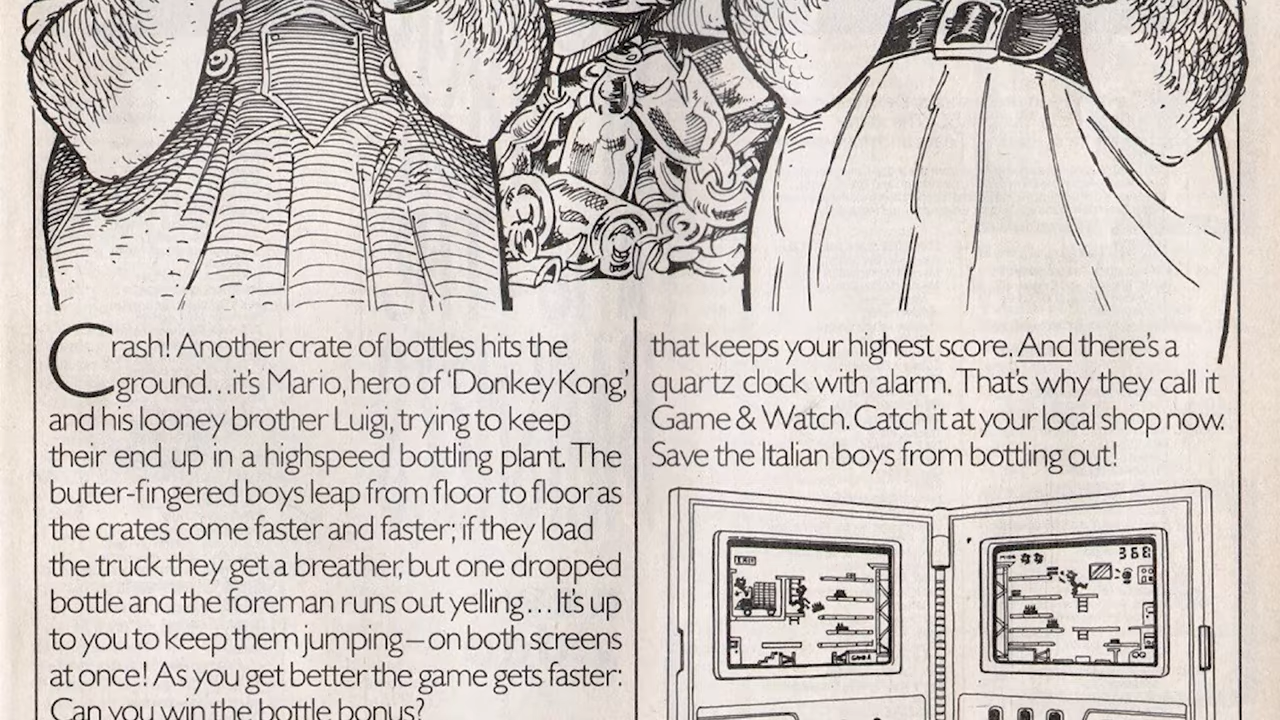 Crash! Another crate of bottles hits the
ground...it's Mario, hero of 'Donkey Kong,'
and his looney brother Luigi, trying to keep
their end up in a highspeed bottling plant. The
butter-fingered boys leap from floor to floor as
the crates come faster and faster; if they load
the truck they get a breather, but one dropped
bottle and the foreman runs out yelling...It's up
to you to keep them jumping–on both screens
at once! As you get better the game gets faster:
Can you win the bottle bonus?
that keeps your highest score. And there's a
quartz clock with alarm. That's why they call it
Game & Watch. Catch it at your local shop now.
Save the Italian boys from bottling out!